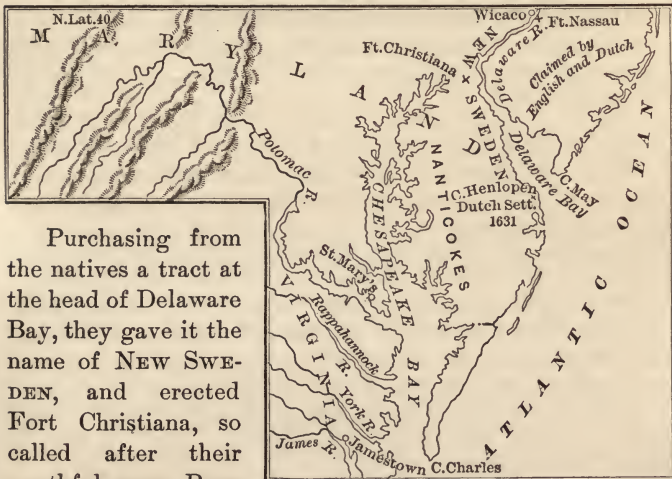 N.Lat.40
MARYLAND
Wicaco
Ft. Nassau
Ft. Christiana
NEW SWEDEN
Delaware R.
Claimed by
English and Dutch
Delaware Bay
C. May
Potomac R.
NANTICOKES
CHESAPEAKE BAY
C. Henlopen
Dutch Sett.
1631
ATLANTIC OCEAN
St. Mary's
VIRGINIA
Rappahannock
R.
York R.
James
R.
Jamestown
C. Charles
Purchasing from
the natives a tract at
the head of Delaware
Bay, they gave it the
name of NEW SWE-
DEN, and erected
Fort Christiana, so
called after their